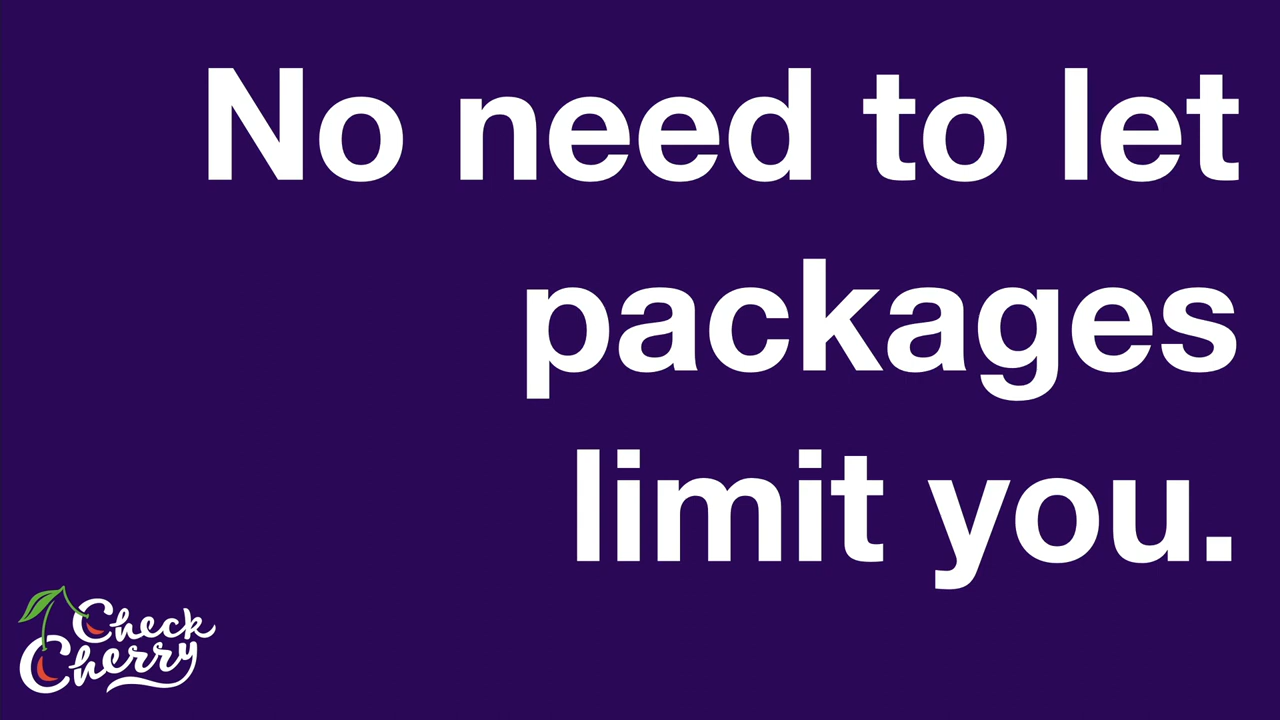 No need to let
packages
limit you.
Check
Cherry